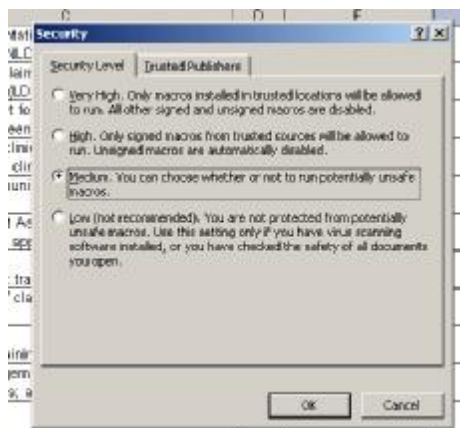 C D E
Security
Security Level Trusted Publishers
Very High. Only macros installed in trusted locations will be allowed
to run. All other signed and unsigned macros are disabled.
High. Only signed macros from trusted sources will be allowed to
run. Unsigned macros are automatically disabled.
Medium. You can choose whether or not to run potentially unsafe
macros.
Low (not recommended). You are not protected from potentially
unsafe macros. Use this setting only if you have virus scanning
software installed, or you have checked the safety of all documents
you open.
OK Cancel